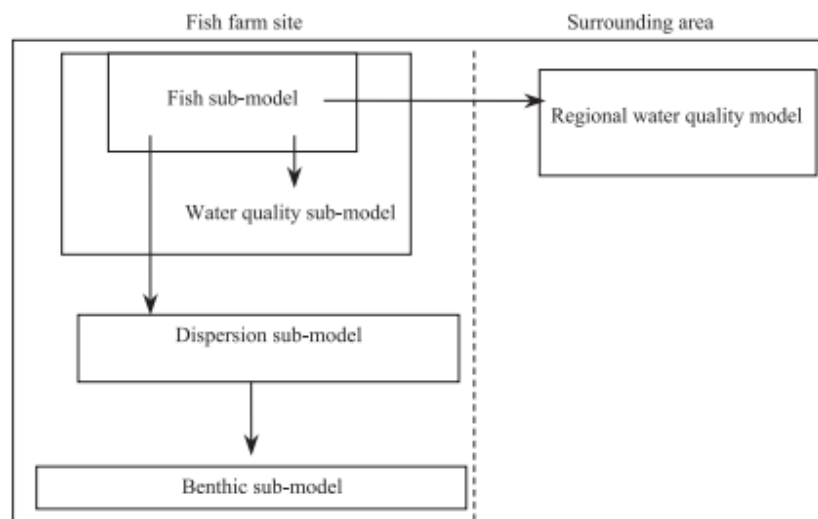 Fish farm site
Surrounding area
Fish sub-model
Regional water quality model
Water quality sub-model
Dispersion sub-model
Benthic sub-model